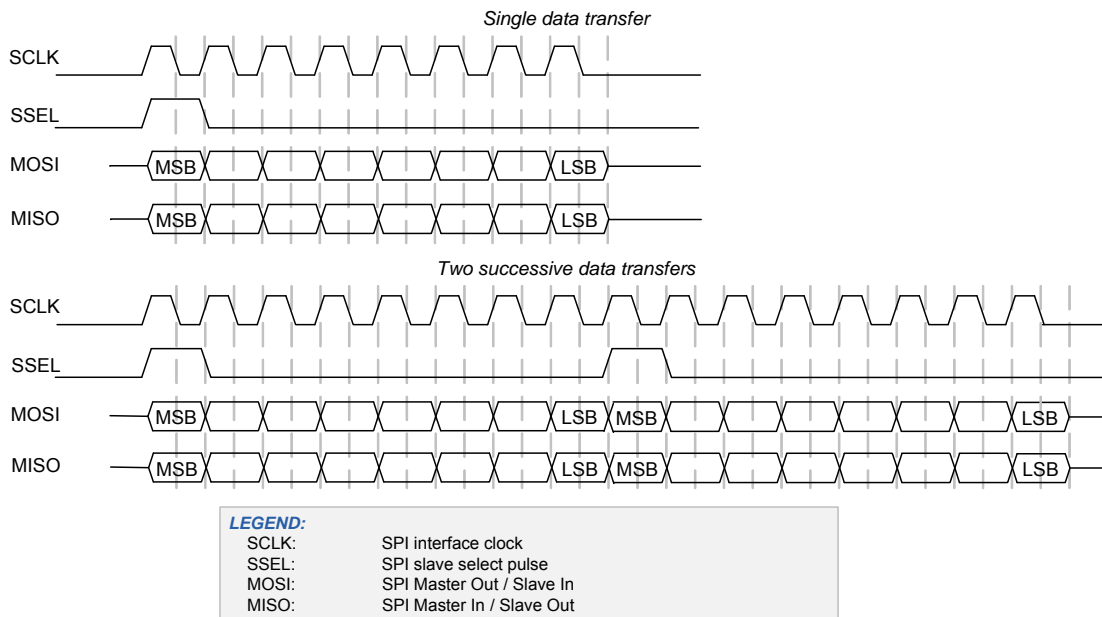 Single data transfer
SCLK
SSEL
MOSI MSB LSB
MISO MSB LSB
Two successive data transfers
SCLK
SSEL
MOSI MSB LSB MSB LSB
MISO MSB LSB MSB LSB
LEGEND:
SCLK: SPI interface clock
SSEL: SPI slave select pulse
MOSI: SPI Master Out / Slave In
MISO: SPI Master In / Slave Out